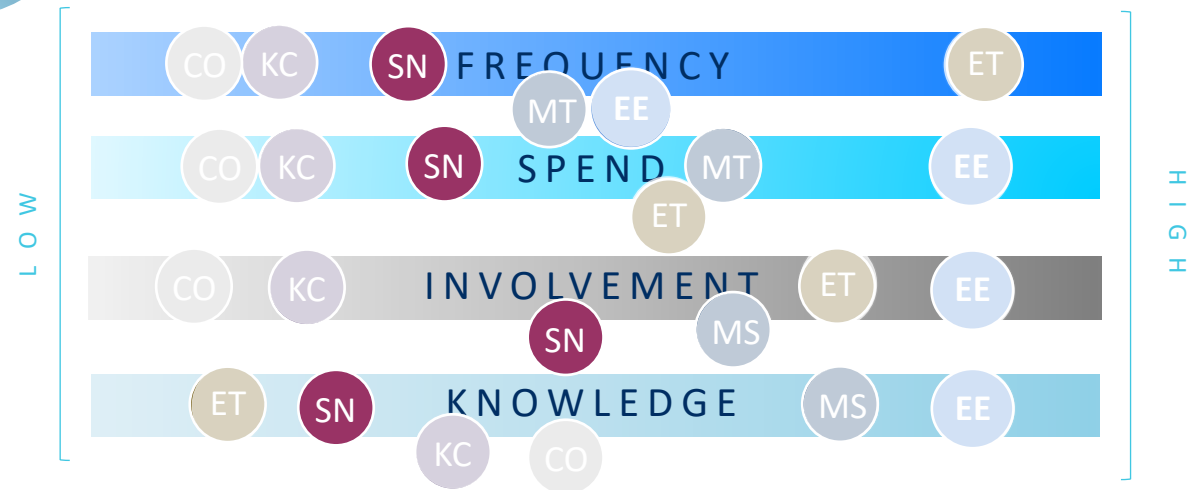 CO KC SN FREQUENCY ET
MT EE
CO KC SN SPEND MT EE
ET
LOW
HIGH
CO KC INVOLVEMENT ET EE
SN MS
ET SN KNOWLEDGE MS EE
KC CO